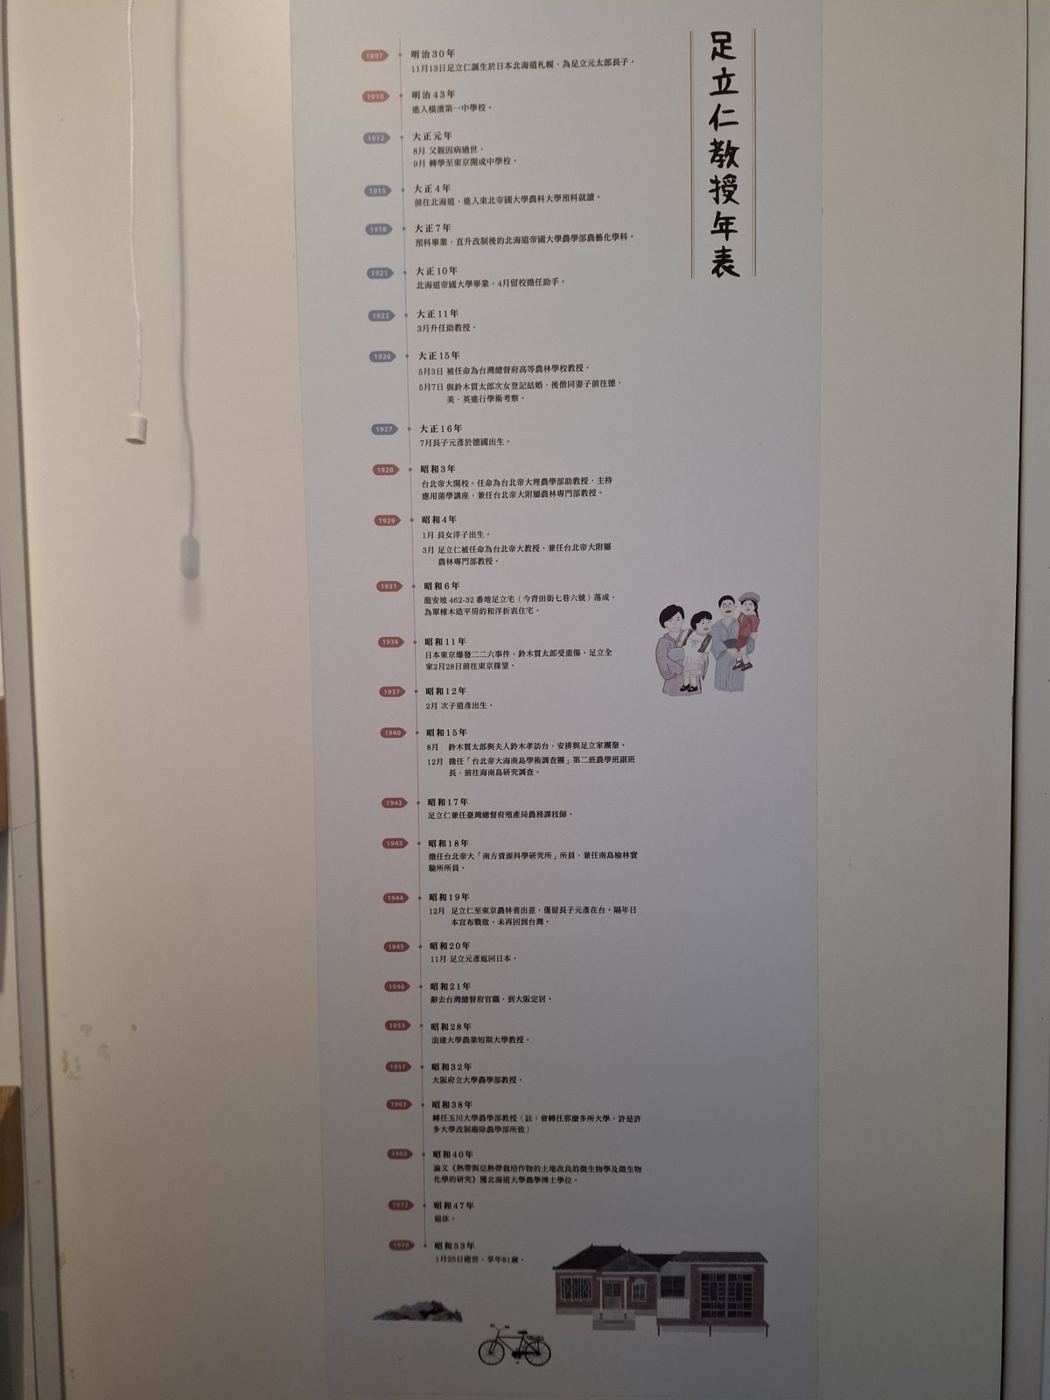 足立仁教授年表
1897 明治30年
11月13日足立仁誕生於日本北海道札幌,為足立元太郎長子。
1910 明治43年
進入橫濱第一中學校。
1912 大正元年
8月 父親因病過世。
9月 轉學至東京開成中學校。
1915 大正4年
前往北海道,進入東北帝國大學農科大學預科就讀。
1918 大正7年
預科畢業,直升改制後的北海道帝國大學農學部農藝化學科。
1921 大正10年
北海道帝國大學畢業,4月留校擔任助手。
1922 大正11年
3月升任助教授。
1926 大正15年
5月3日 被任命為台灣總督府高等農林學校教授。
5月7日 與鈴木貫太郎次女登記結婚,後偕同妻子前往德、
美、英進行學術考察。
1927 大正16年
7月長子元彥於德國出生。
1928 昭和3年
台北帝大開校,任命為台北帝大理農學部助教授,主持
應用菌學講座,兼任台北帝大附屬農林專門部教授。
1929 昭和4年
1月 長女洋子出生。
3月 足立仁被任命為台北帝大教授,兼任台北帝大附屬
農林專門部教授。
1931 昭和6年
龍安坡 462-32 番地足立宅(今青田街七巷六號)落成,
為單棟木造平房的和洋折衷住宅。
1936 昭和11年
日本東京爆發二二六事件,鈴木貫太郎受重傷,足立全
家2月28日前往東京探望。
1937 昭和12年
2月 次子道彥出生。
1940 昭和15年
8月 鈴木貫太郎與夫人鈴木孝訪台,安排與足立家團聚。
12月 擔任「台北帝大海南島學術調查團」第二班農學班副班
長,前往海南島研究調查。
1942 昭和17年
足立仁兼任臺灣總督府殖產局農務課技師。
1943 昭和18年
擔任台北帝大「南方資源科學研究所」所員,兼任南島榆林實
驗所所員。
1944 昭和19年
12月 足立仁至東京農林省出差,僅留長子元彥在台。隔年日
本宣布戰敗,未再回到台灣。
1945 昭和20年
11月 足立元彥返回日本。
1946 昭和21年
辭去台灣總督府官職,到大阪定居。
1953 昭和28年
浪速大學農業短期大學教授。
1957 昭和32年
大阪府立大學農學部教授。
1963 昭和38年
轉任玉川大學農學部教授(註:會轉任那麼多所大學,許是許
多大學改制廢除農學部所致)
1965 昭和40年
論文《熱帶與亞熱帶栽培作物的土地改良的微生物學及微生物
化學的研究》獲北海道大學農學博士學位。
1972 昭和47年
退休。
1978 昭和53年
1月25日逝世,享年81歲。